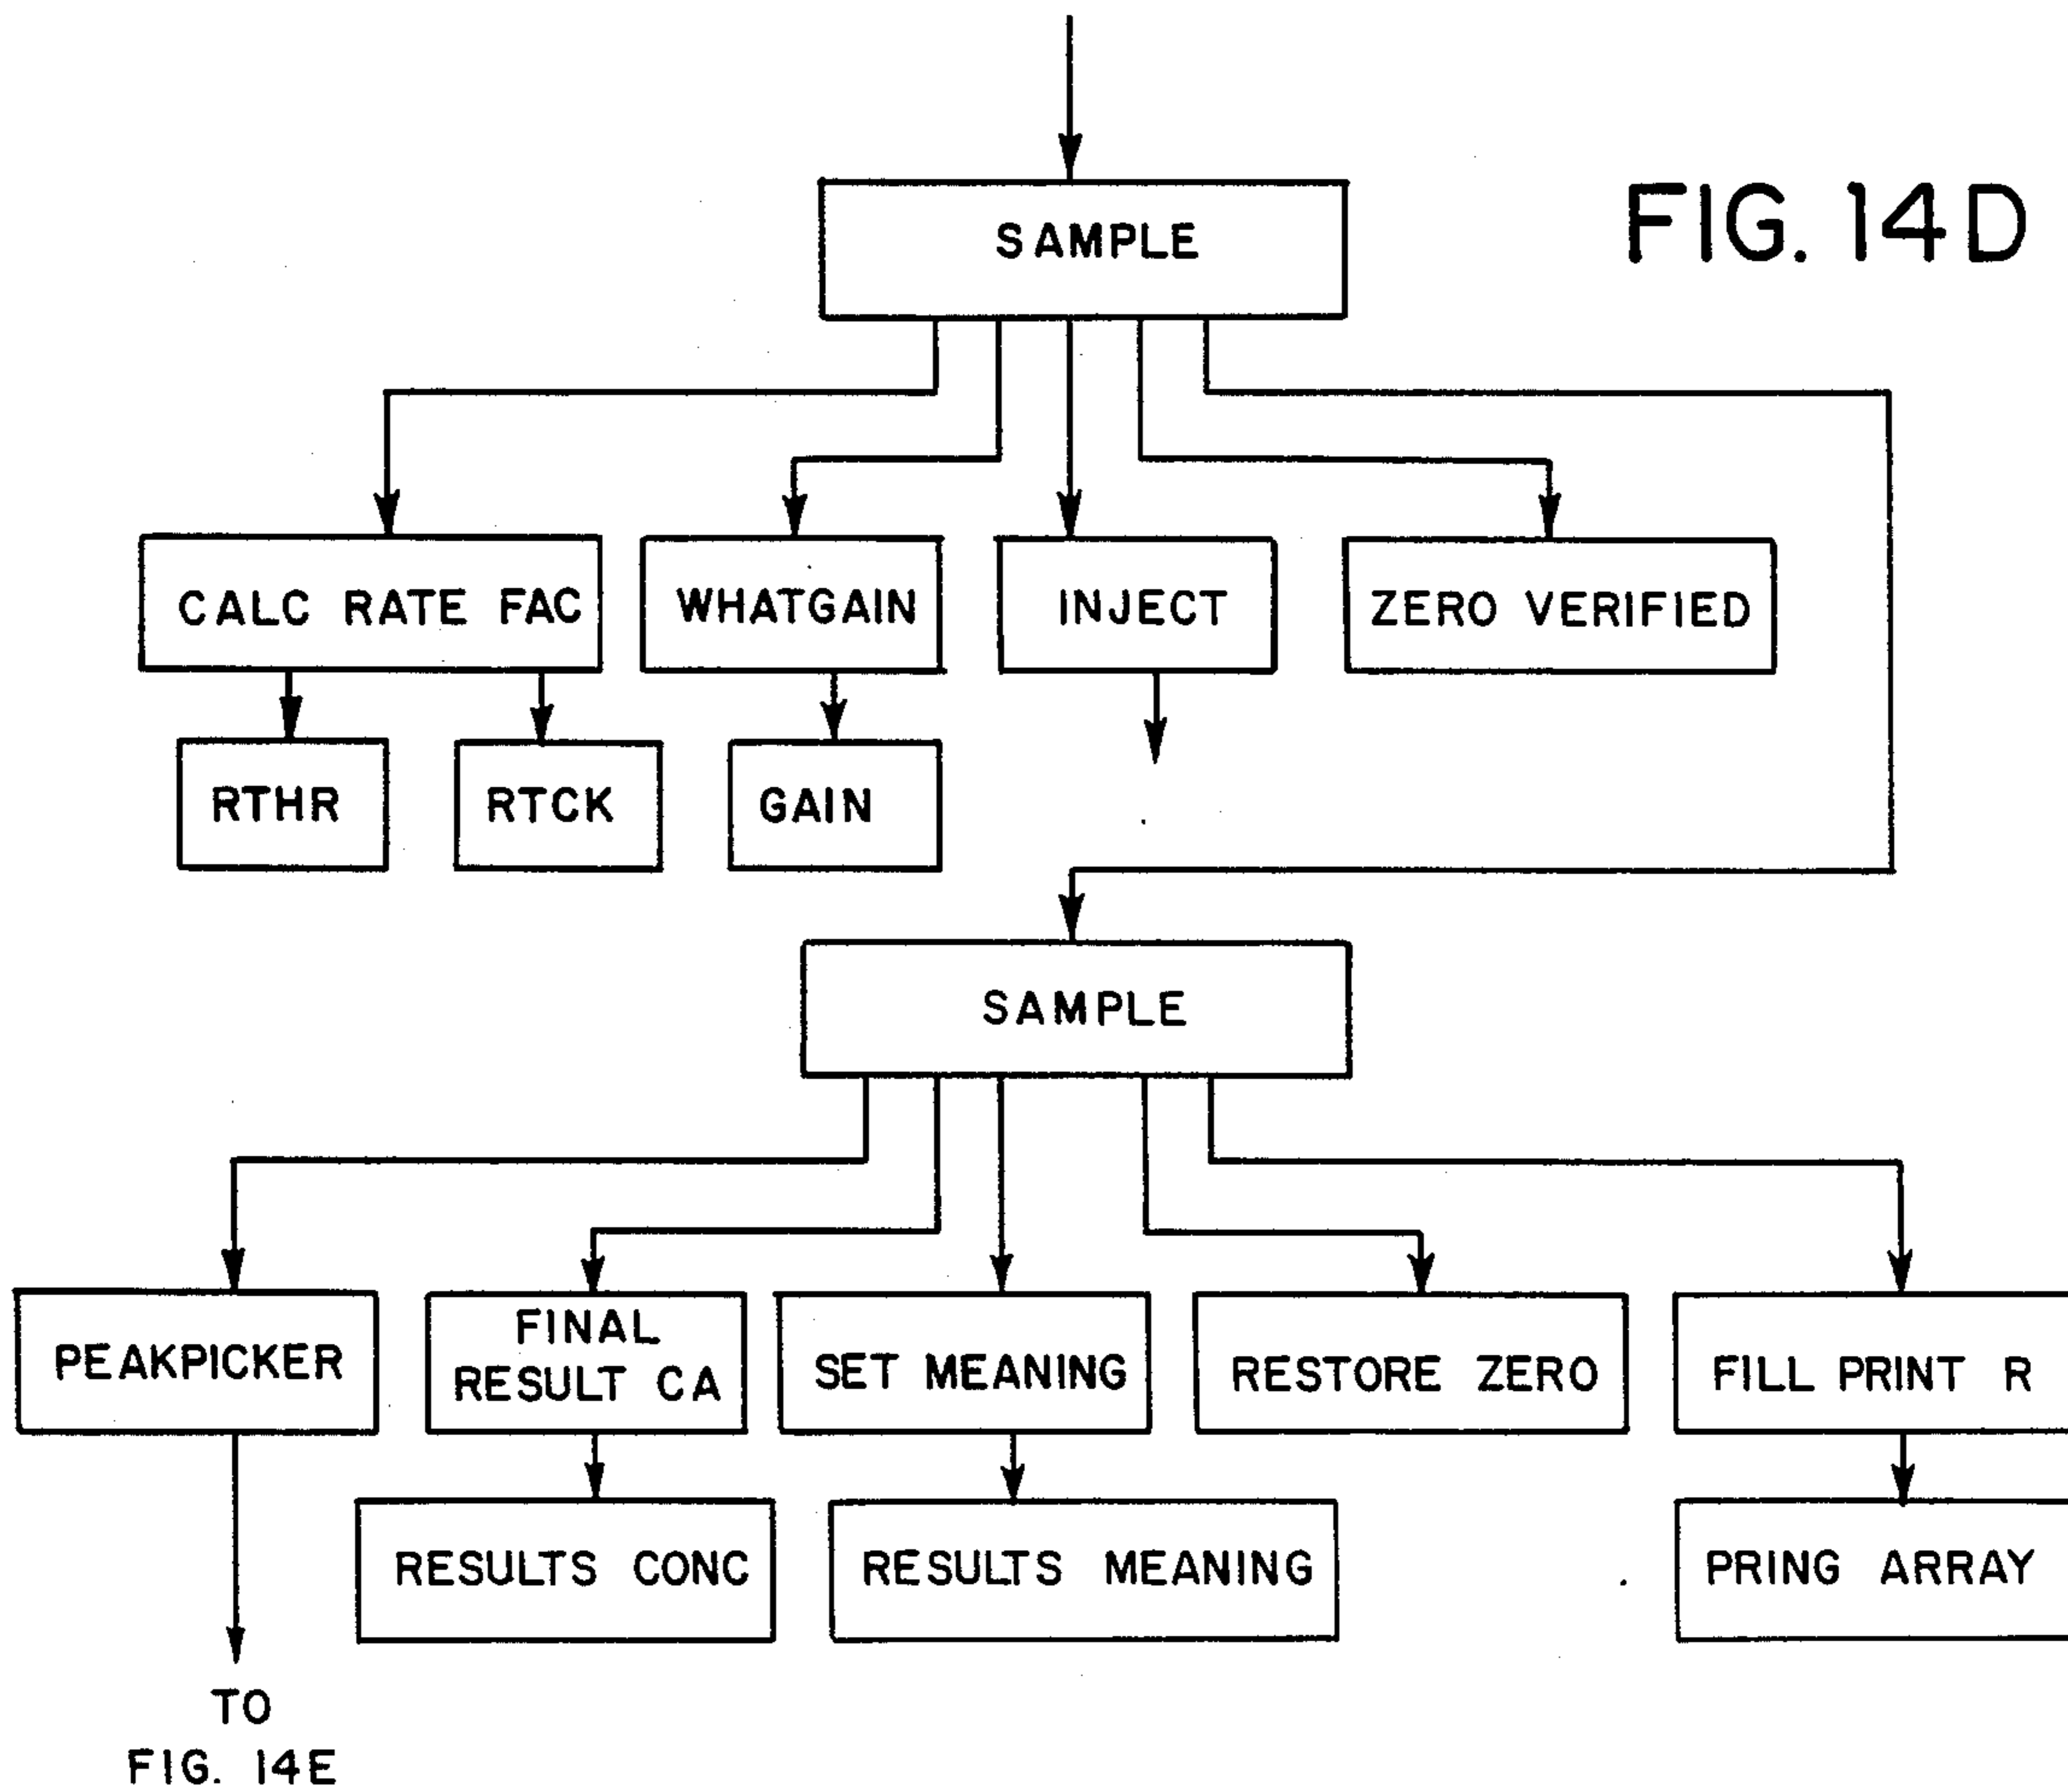 FIG. 14D
SAMPLE
CALC RATE FAC
WHATGAIN
INJECT
ZERO VERIFIED
RTHR
RTCK
GAIN
SAMPLE
PEAKPICKER
FINAL
RESULT CA
SET MEANING
RESTORE ZERO
FILL PRINT R
RESULTS CONC
RESULTS MEANING
PRING ARRAY
TO
FIG. 14E